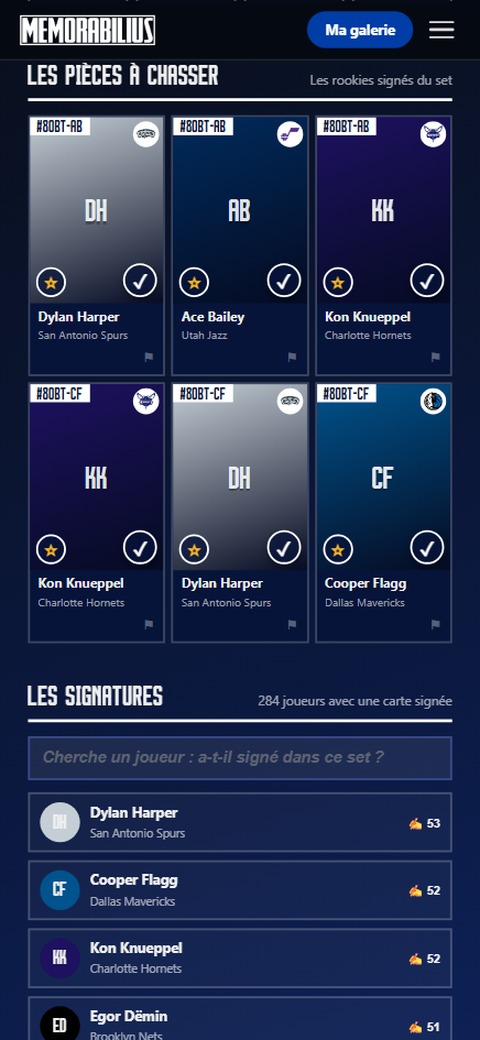 MEMORABILIUS
Ma galerie
LES PIÈCES À CHASSER
Les rookies signés du set
#80BT-AB
#80BT-AB
#80BT-AB
DH
AB
KK
Dylan Harper
San Antonio Spurs
Ace Bailey
Utah Jazz
Kon Knueppel
Charlotte Hornets
#80BT-CF
#80BT-CF
#80BT-CF
KK
DH
CF
Kon Knueppel
Charlotte Hornets
Dylan Harper
San Antonio Spurs
Cooper Flagg
Dallas Mavericks
LES SIGNATURES
284 joueurs avec une carte signée
Cherche un joueur : a-t-il signé dans ce set ?
DH
Dylan Harper
San Antonio Spurs
✍ 53
CF
Cooper Flagg
Dallas Mavericks
✍ 52
KK
Kon Knueppel
Charlotte Hornets
✍ 52
ED
Egor Dëmin
Brooklyn Nets
✍ 51